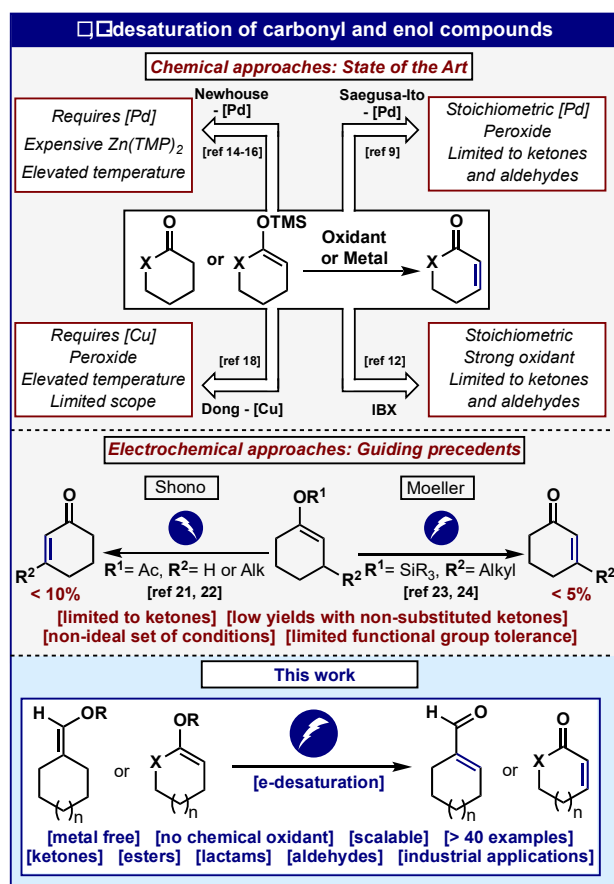 □,□-desaturation of carbonyl and enol compounds
Chemical approaches: State of the Art
Requires [Pd]
Expensive Zn(TMP)2
Elevated temperature
Newhouse
- [Pd]
[ref 14-16]
Saegusa-Ito
- [Pd]
[ref 9]
Stoichiometric [Pd]
Peroxide
Limited to ketones
and aldehydes
O
X
or
OTMS
X
Oxidant
or Metal
O
X
Requires [Cu]
Peroxide
Elevated temperature
Limited scope
[ref 18]
Dong - [Cu]
[ref 12]
IBX
Stoichiometric
Strong oxidant
Limited to ketones
and aldehydes
Electrochemical approaches: Guiding precedents
O
R2
< 10%
Shono
R1= Ac, R2= H or Alk
[ref 21, 22]
OR1
R2
Moeller
R1= SiR3, R2= Alkyl
[ref 23, 24]
O
R2
< 5%
[limited to ketones] [low yields with non-substituted ketones]
[non-ideal set of conditions] [limited functional group tolerance]
This work
H OR
( )n
or
OR
X
( )n
[e-desaturation]
H O
( )n
or
O
X
( )n
[metal free] [no chemical oxidant] [scalable] [> 40 examples]
[ketones] [esters] [lactams] [aldehydes] [industrial applications]